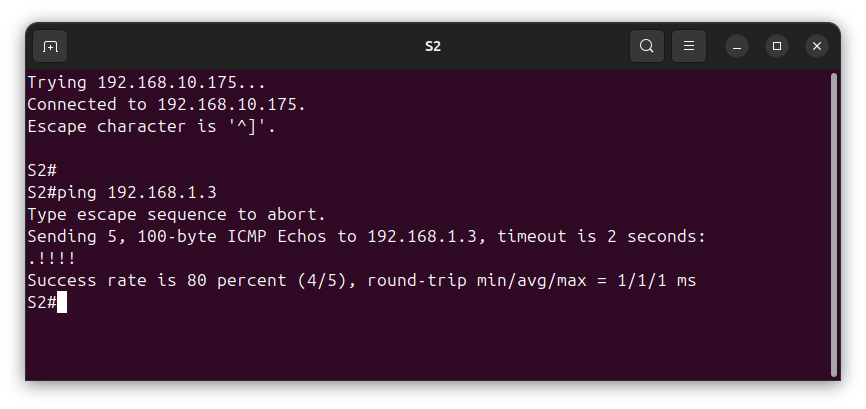 S2
Trying 192.168.10.175...
Connected to 192.168.10.175.
Escape character is '^]'.
S2#
S2#ping 192.168.1.3
Type escape sequence to abort.
Sending 5, 100-byte ICMP Echos to 192.168.1.3, timeout is 2 seconds:
.!!!!
Success rate is 80 percent (4/5), round-trip min/avg/max = 1/1/1 ms
S2#